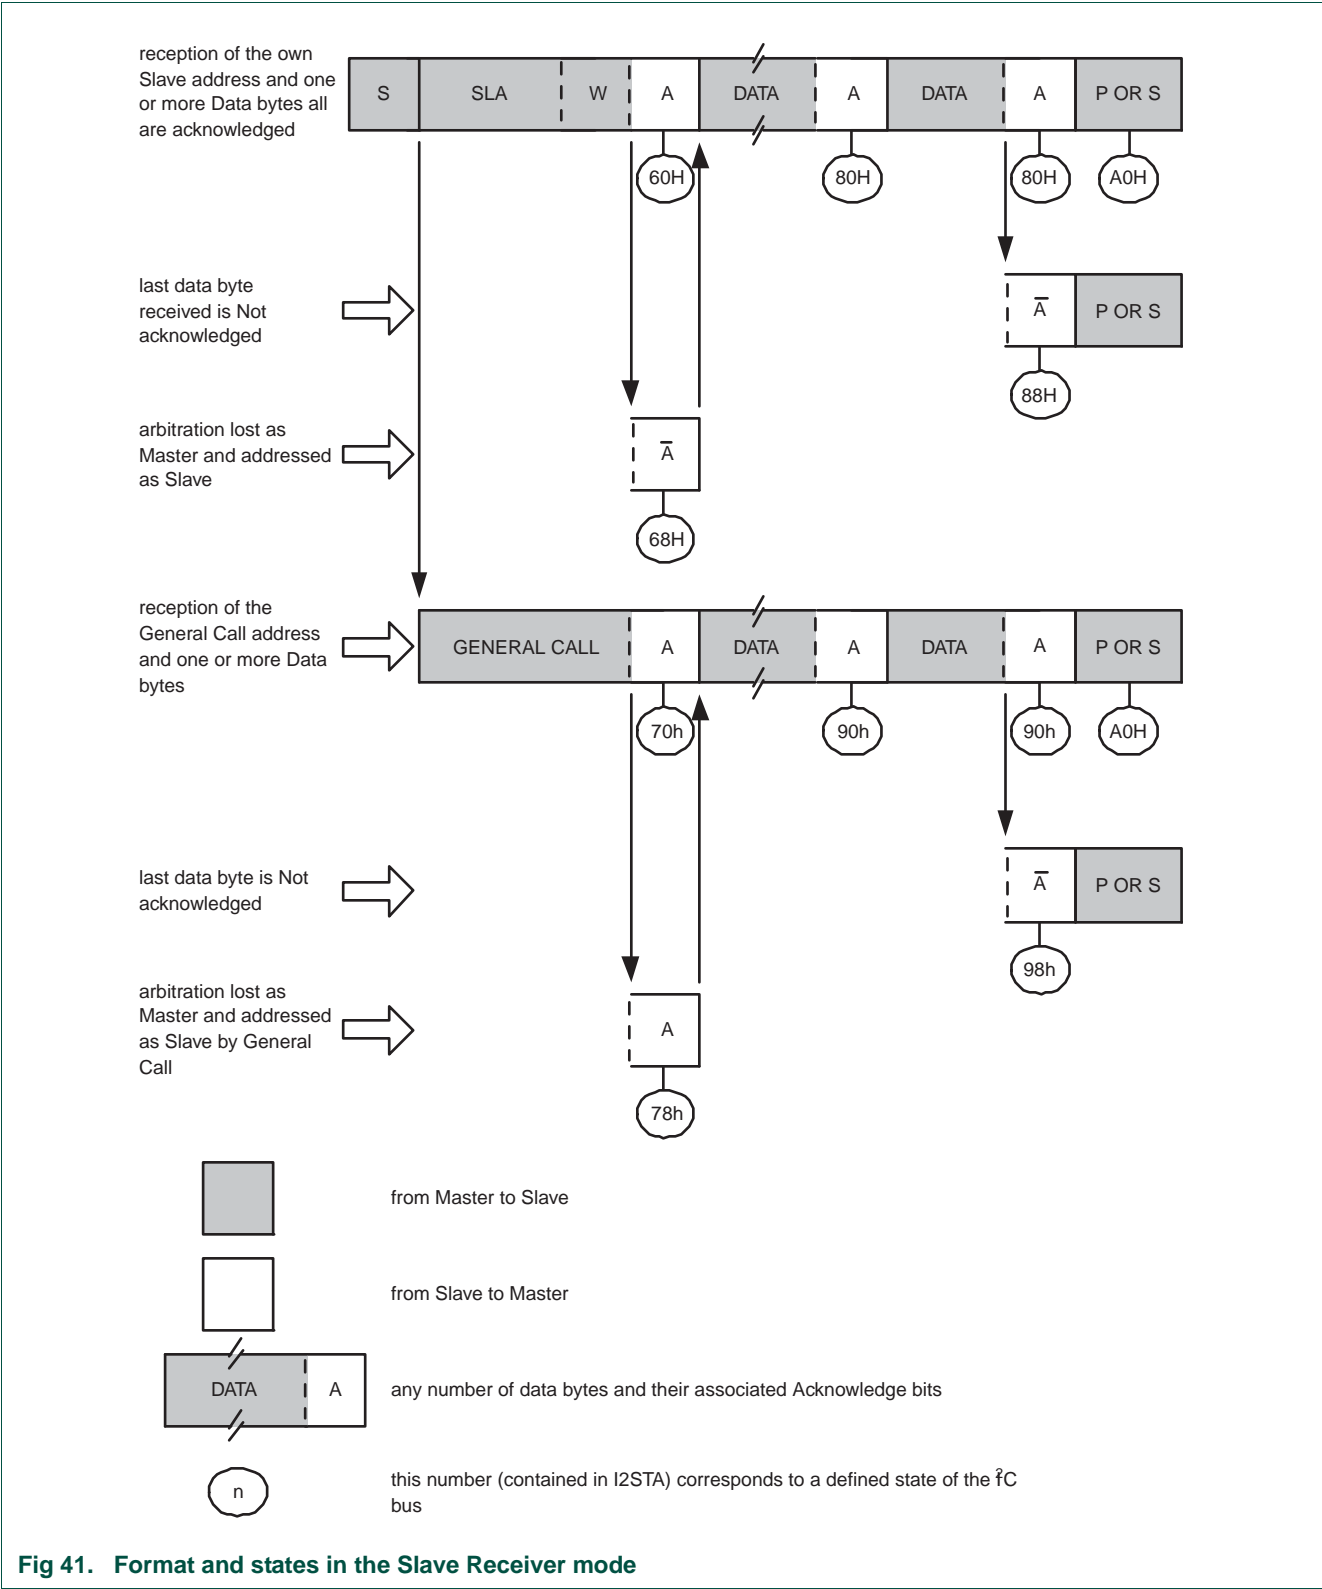 reception of the own
Slave address and one
or more Data bytes all
are acknowledged
S SLA W A DATA A DATA A P OR S
60H 80H 80H A0H
last data byte
received is Not
acknowledged
A̅ P OR S
88H
arbitration lost as
Master and addressed
as Slave
A̅
68H
reception of the
General Call address
and one or more Data
bytes
GENERAL CALL A DATA A DATA A P OR S
70h 90h 90h A0H
last data byte is Not
acknowledged
A̅ P OR S
98h
arbitration lost as
Master and addressed
as Slave by General
Call
A
78h
from Master to Slave
from Slave to Master
DATA A any number of data bytes and their associated Acknowledge bits
n this number (contained in I2STA) corresponds to a defined state of the I²C
bus
Fig 41. Format and states in the Slave Receiver mode